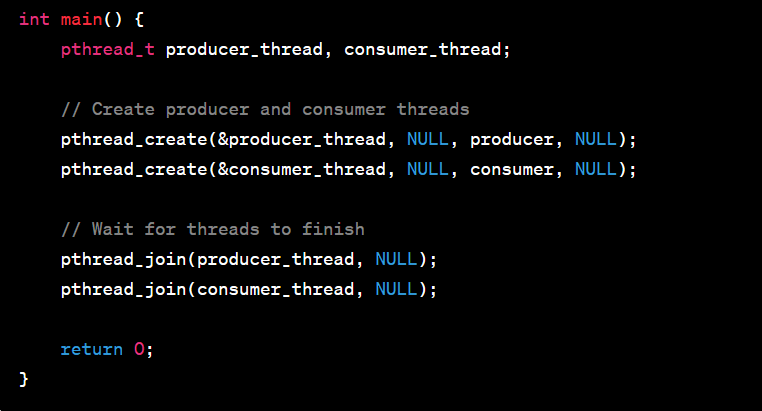 int main() {
    pthread_t producer_thread, consumer_thread;

    // Create producer and consumer threads
    pthread_create(&producer_thread, NULL, producer, NULL);
    pthread_create(&consumer_thread, NULL, consumer, NULL);

    // Wait for threads to finish
    pthread_join(producer_thread, NULL);
    pthread_join(consumer_thread, NULL);

    return 0;
}